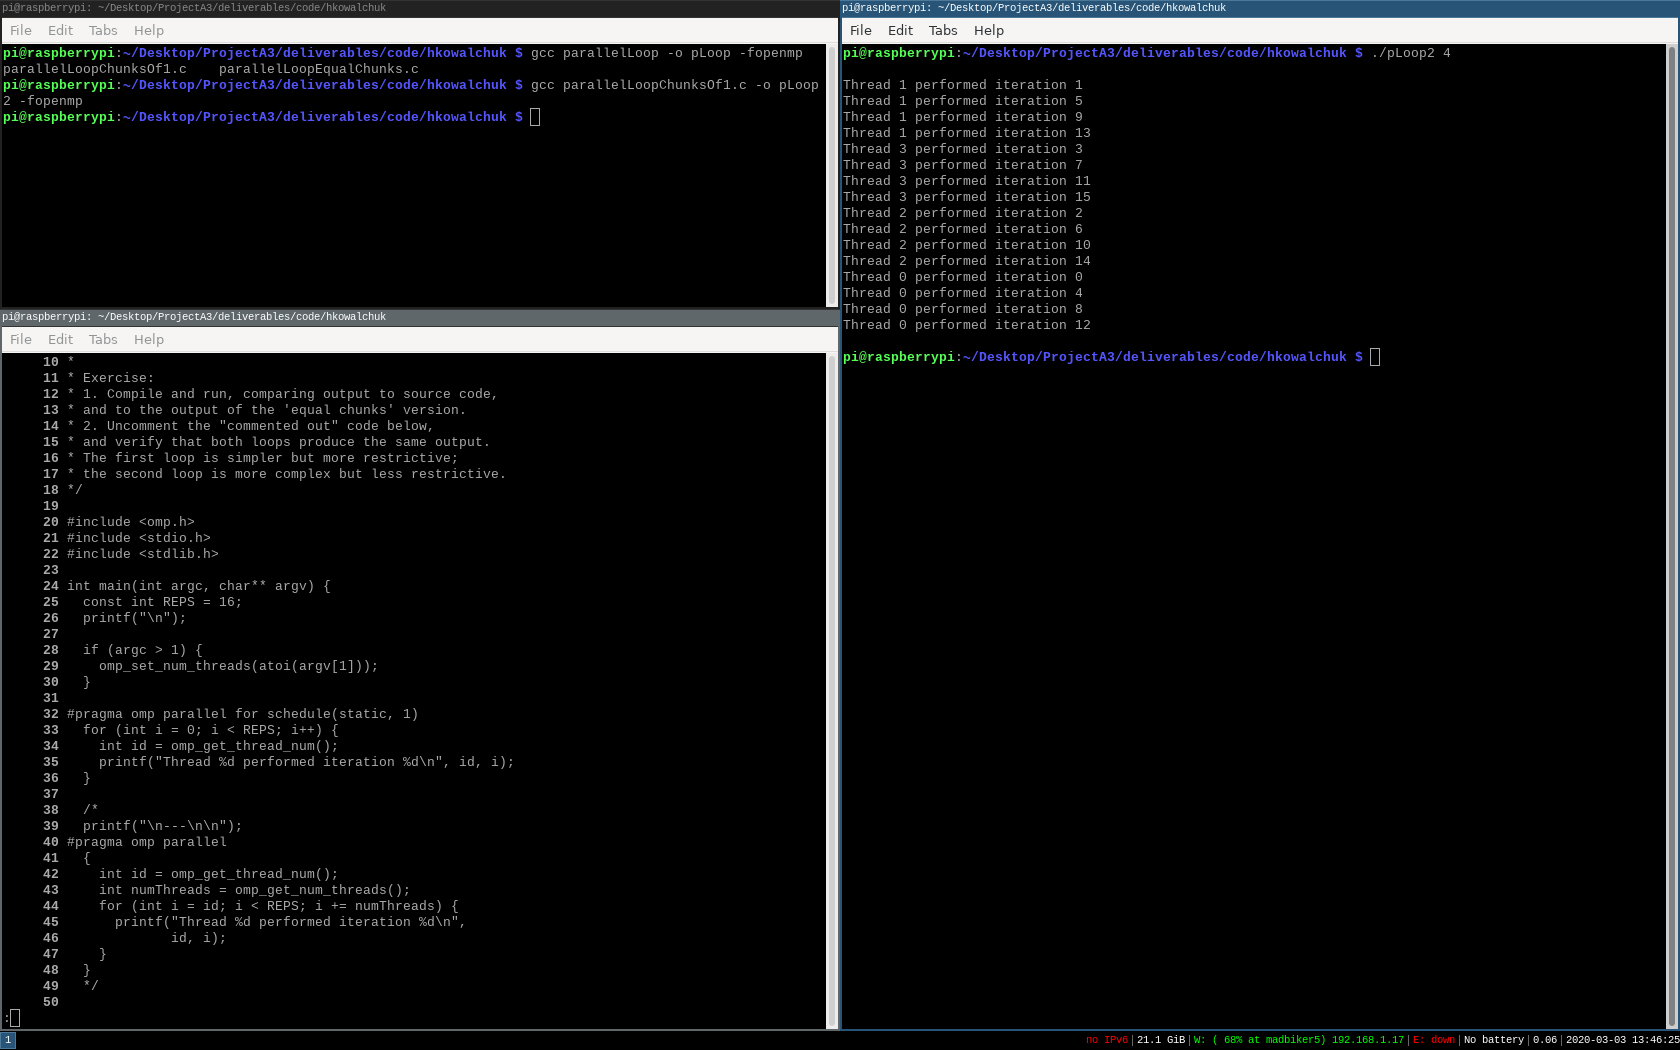 pi@raspberrypi: ~/Desktop/ProjectA3/deliverables/code/hkowalchuk
File Edit Tabs Help
pi@raspberrypi:~/Desktop/ProjectA3/deliverables/code/hkowalchuk $ gcc parallelLoop -o pLoop -fopenmp
parallelLoopChunksOf1.c    parallelLoopEqualChunks.c
pi@raspberrypi:~/Desktop/ProjectA3/deliverables/code/hkowalchuk $ gcc parallelLoopChunksOf1.c -o pLoop
2 -fopenmp
pi@raspberrypi:~/Desktop/ProjectA3/deliverables/code/hkowalchuk $
pi@raspberrypi: ~/Desktop/ProjectA3/deliverables/code/hkowalchuk
File Edit Tabs Help
10 *
11 * Exercise:
12 * 1. Compile and run, comparing output to source code,
13 * and to the output of the 'equal chunks' version.
14 * 2. Uncomment the "commented out" code below,
15 * and verify that both loops produce the same output.
16 * The first loop is simpler but more restrictive;
17 * the second loop is more complex but less restrictive.
18 */
19
20 #include <omp.h>
21 #include <stdio.h>
22 #include <stdlib.h>
23
24 int main(int argc, char** argv) {
25   const int REPS = 16;
26   printf("\n");
27
28   if (argc > 1) {
29     omp_set_num_threads(atoi(argv[1]));
30   }
31
32 #pragma omp parallel for schedule(static, 1)
33   for (int i = 0; i < REPS; i++) {
34     int id = omp_get_thread_num();
35     printf("Thread %d performed iteration %d\n", id, i);
36   }
37
38   /*
39   printf("\n---\n\n");
40 #pragma omp parallel
41   {
42     int id = omp_get_thread_num();
43     int numThreads = omp_get_num_threads();
44     for (int i = id; i < REPS; i += numThreads) {
45       printf("Thread %d performed iteration %d\n",
46              id, i);
47     }
48   }
49   */
50
:
pi@raspberrypi: ~/Desktop/ProjectA3/deliverables/code/hkowalchuk
File Edit Tabs Help
pi@raspberrypi:~/Desktop/ProjectA3/deliverables/code/hkowalchuk $ ./pLoop2 4
Thread 1 performed iteration 1
Thread 1 performed iteration 5
Thread 1 performed iteration 9
Thread 1 performed iteration 13
Thread 3 performed iteration 3
Thread 3 performed iteration 7
Thread 3 performed iteration 11
Thread 3 performed iteration 15
Thread 2 performed iteration 2
Thread 2 performed iteration 6
Thread 2 performed iteration 10
Thread 2 performed iteration 14
Thread 0 performed iteration 0
Thread 0 performed iteration 4
Thread 0 performed iteration 8
Thread 0 performed iteration 12
pi@raspberrypi:~/Desktop/ProjectA3/deliverables/code/hkowalchuk $
1
no IPv6|21.1 GiB|W: ( 68% at madbiker5) 192.168.1.17|E: down|No battery|0.06|2020-03-03 13:46:25